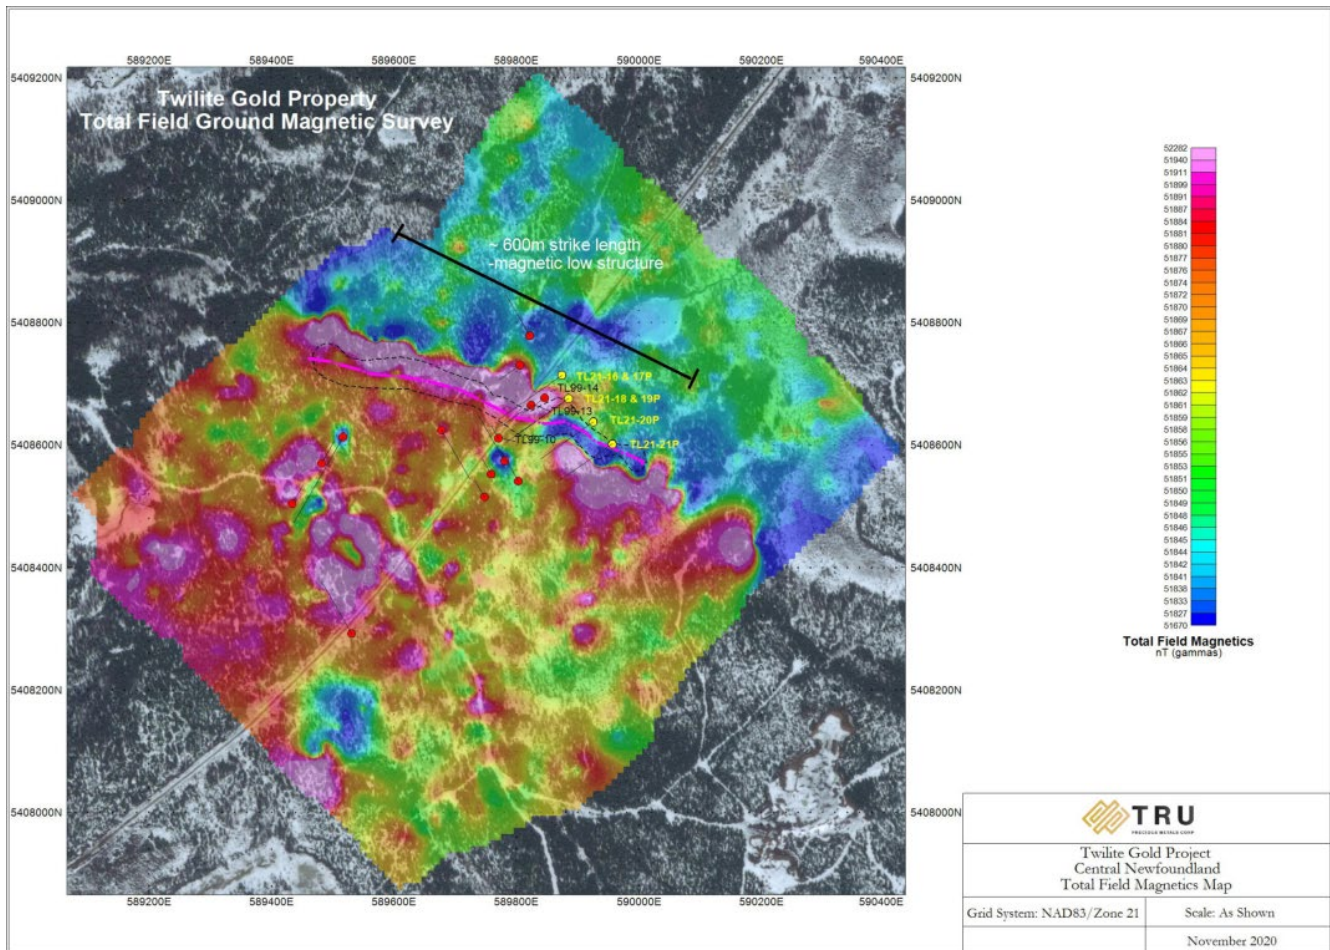 589200E 589400E 589600E 589800E 590000E 590200E 590400E
5409200N 5409200N
Twilite Gold Property
Total Field Ground Magnetic Survey
5409000N 5409000N
~ 600m strike length
-magnetic low structure
5408800N 5408800N
TL21-16 & 17P
TL99-14
TL21-18 & 19P
TL99-13
TL21-20P
TL99-10
TL21-21P
5408600N 5408600N
5408400N 5408400N
5408200N 5408200N
5408000N 5408000N
589200E 589400E 589600E 589800E 590000E 590200E 590400E
52282
51940
51911
51899
51891
51887
51884
51881
51880
51877
51876
51874
51872
51870
51869
51867
51866
51865
51864
51863
51862
51861
51859
51858
51856
51855
51853
51851
51850
51849
51848
51846
51845
51844
51842
51841
51838
51833
51827
51670
Total Field Magnetics
nT (gammas)
TRU
PRECIOUS METALS CORP
Twilite Gold Project
Central Newfoundland
Total Field Magnetics Map
Grid System: NAD83/Zone 21
Scale: As Shown
November 2020